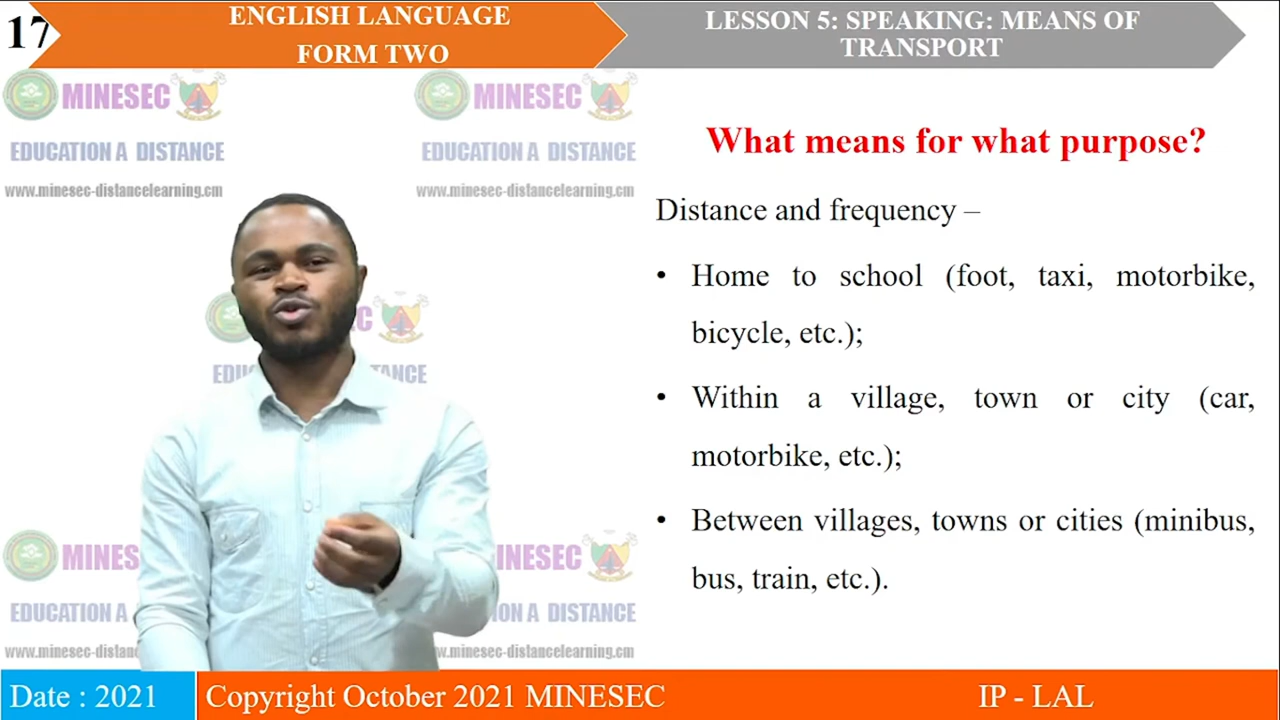 17
ENGLISH LANGUAGE
FORM TWO
LESSON 5: SPEAKING: MEANS OF
TRANSPORT
MINESEC
EDUCATION A DISTANCE
www.minesec-distancelearning.cm
MINESEC
EDUCATION A DISTANCE
www.minesec-distancelearning.cm
What means for what purpose?
Distance and frequency –
• Home to school (foot, taxi, motorbike,
bicycle, etc.);
• Within a village, town or city (car,
motorbike, etc.);
• Between villages, towns or cities (minibus,
bus, train, etc.).
Date : 2021
Copyright October 2021 MINESEC
IP - LAL